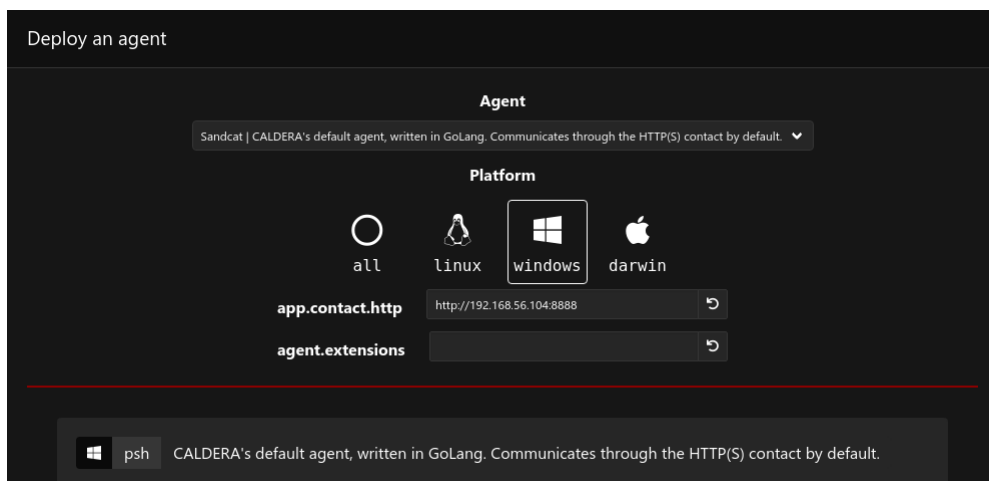 Deploy an agent
Agent
Sandcat | CALDERA's default agent, written in GoLang. Communicates through the HTTP(S) contact by default.
Platform
all linux windows darwin
app.contact.http http://192.168.56.104:8888
agent.extensions
psh CALDERA's default agent, written in GoLang. Communicates through the HTTP(S) contact by default.